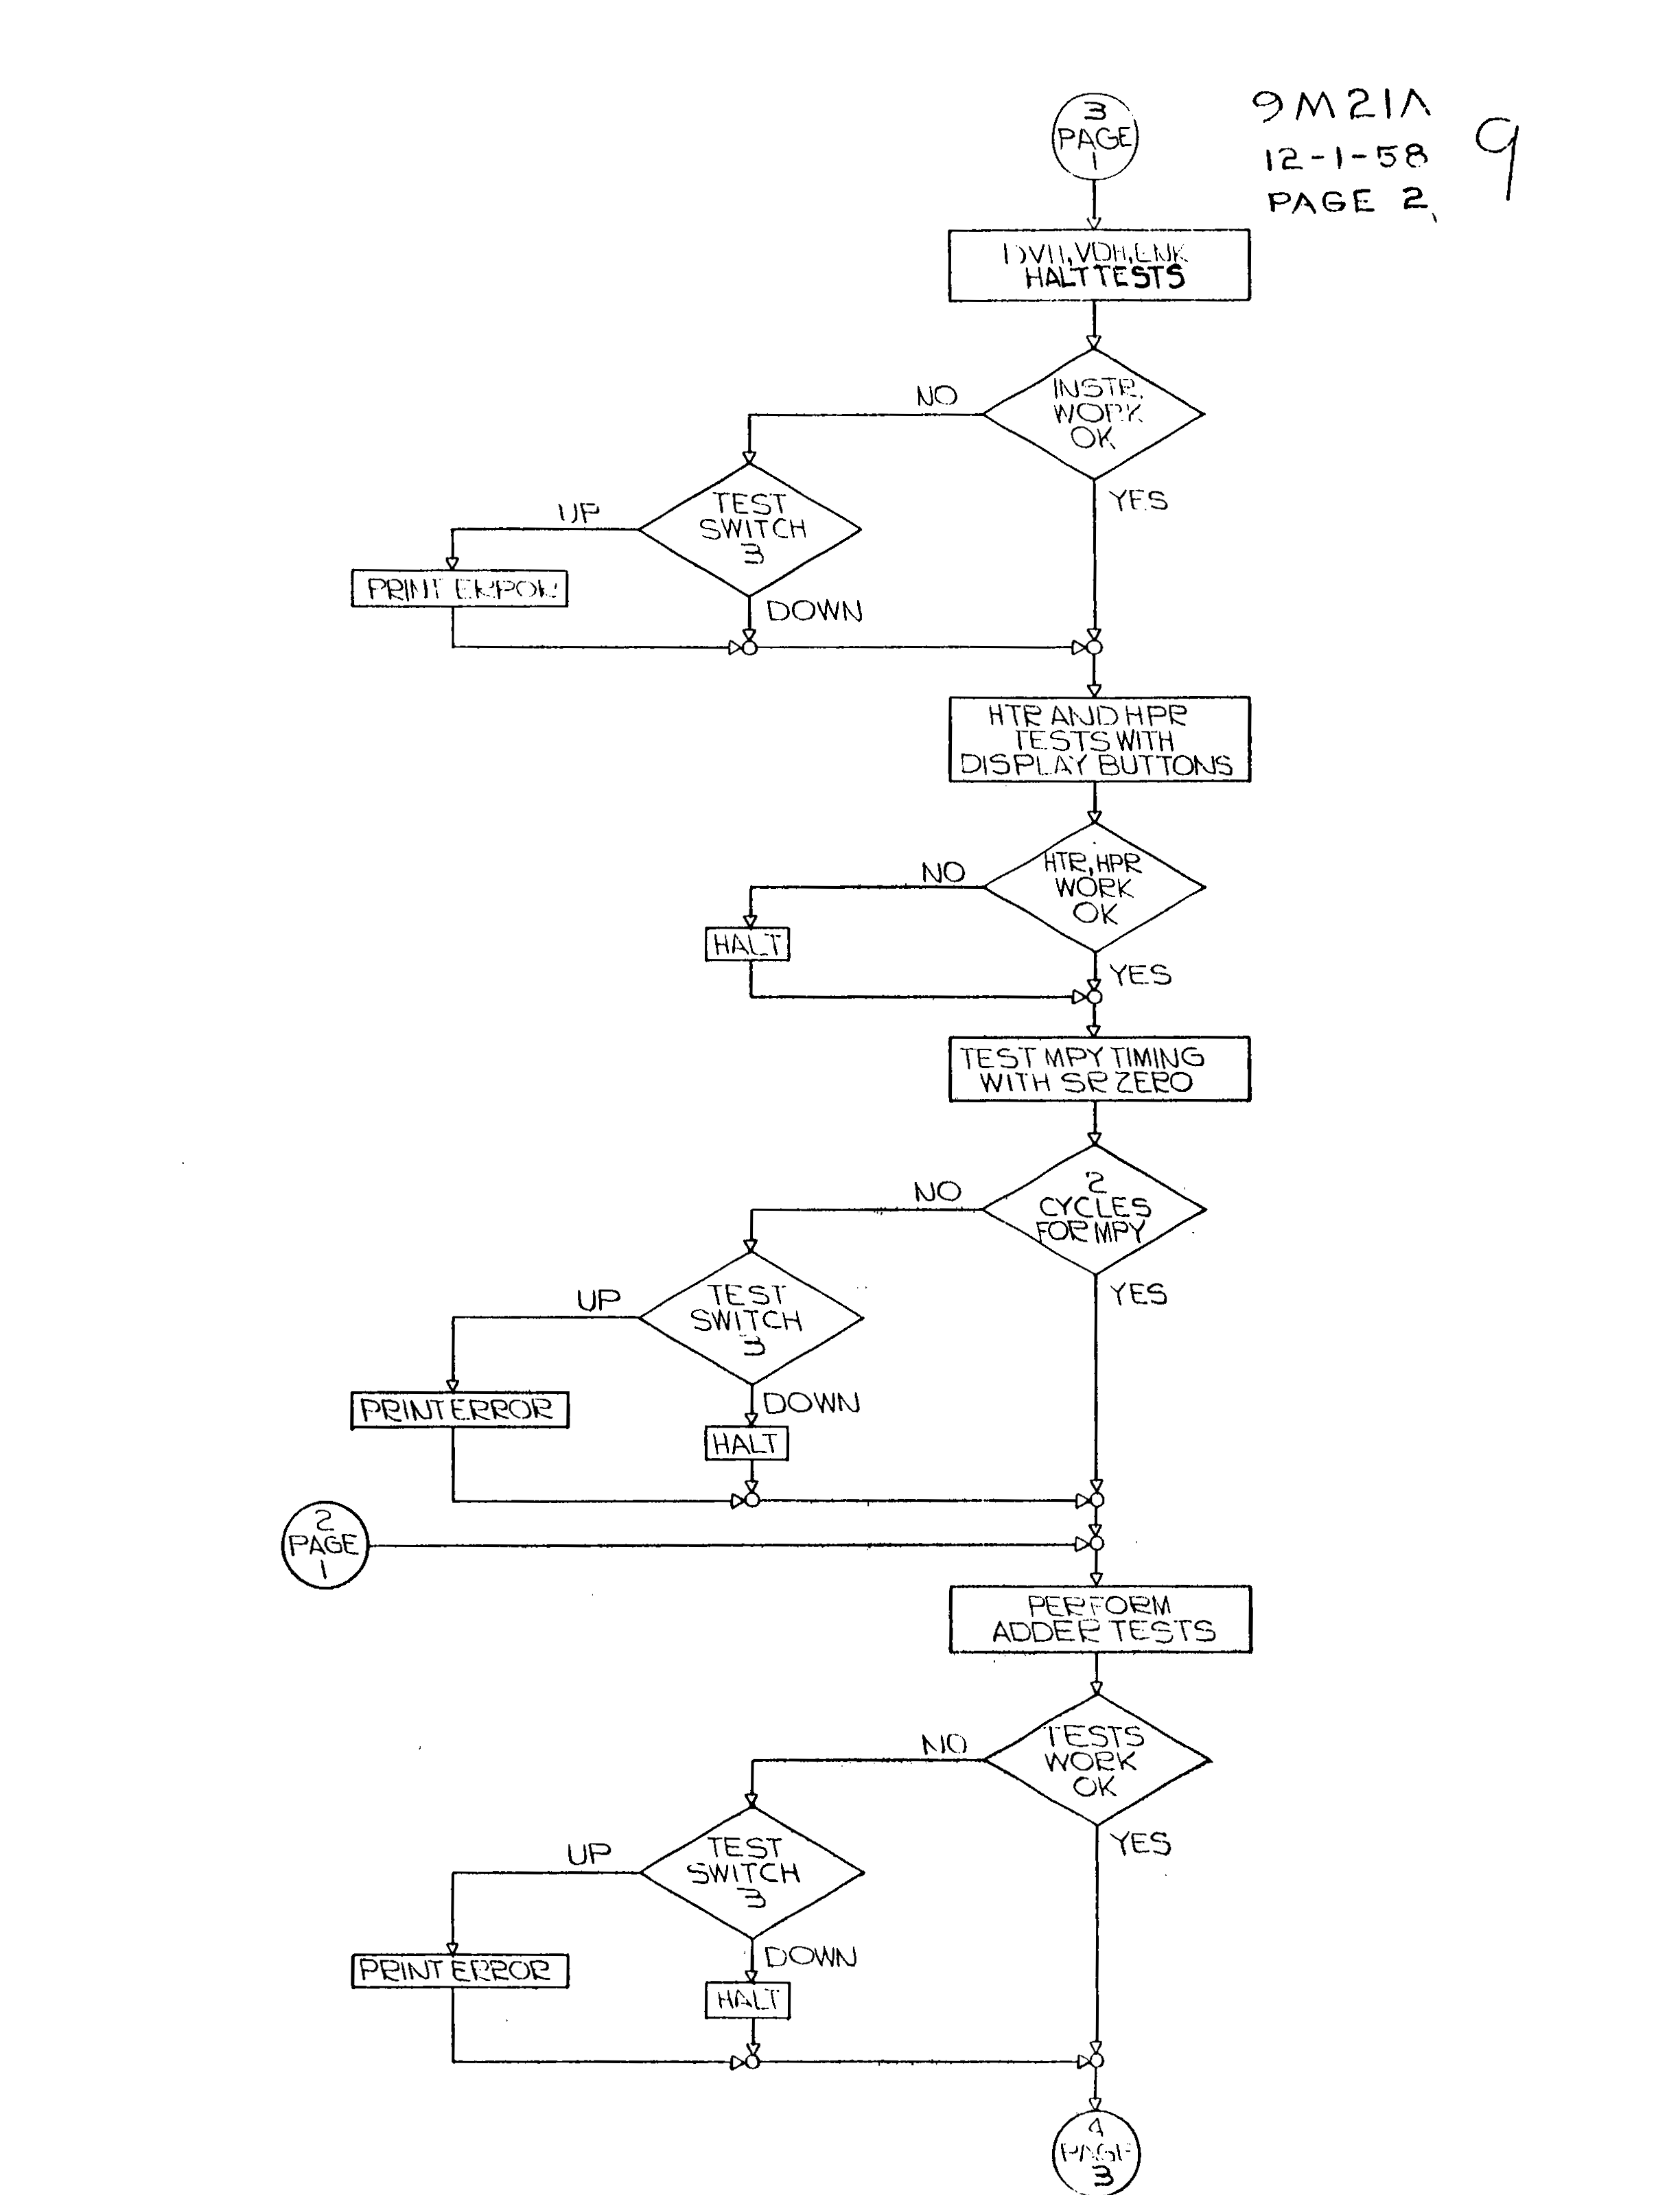 3
PAGE
1
9M21A
12-1-58
PAGE 2
9
DVH, VDH, ENK
HALT TESTS
INSTR.
WORK
OK
NO
YES
TEST
SWITCH
3
UP
DOWN
PRINT ERROR
HTR AND HPR
TESTS WITH
DISPLAY BUTTONS
HTR, HPR
WORK
OK
NO
YES
HALT
TEST MPY TIMING
WITH SR ZERO
2
CYCLES
FOR MPY
NO
YES
TEST
SWITCH
3
UP
DOWN
PRINT ERROR
HALT
2
PAGE
1
PERFORM
ADDER TESTS
TESTS
WORK
OK
NO
YES
TEST
SWITCH
3
UP
DOWN
PRINT ERROR
HALT
4
PAGE
3